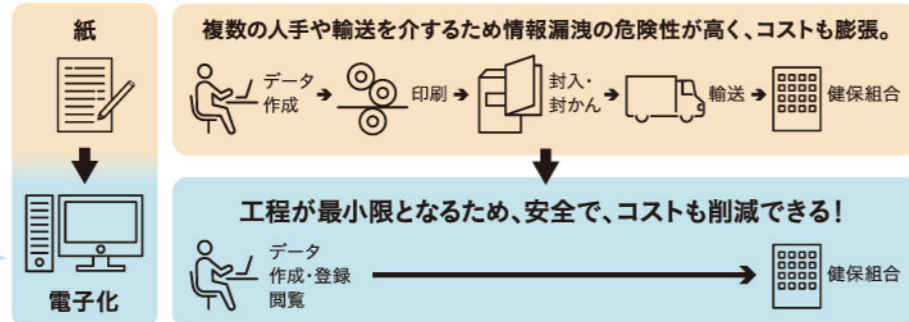 紙
複数の人手や輸送を介するため情報漏洩の危険性が高く、コストも膨張。
データ
作成
印刷
封入・
封かん
輸送
健保組合
電子化
工程が最小限となるため、安全で、コストも削減できる！
データ
作成・登録
閲覧
健保組合